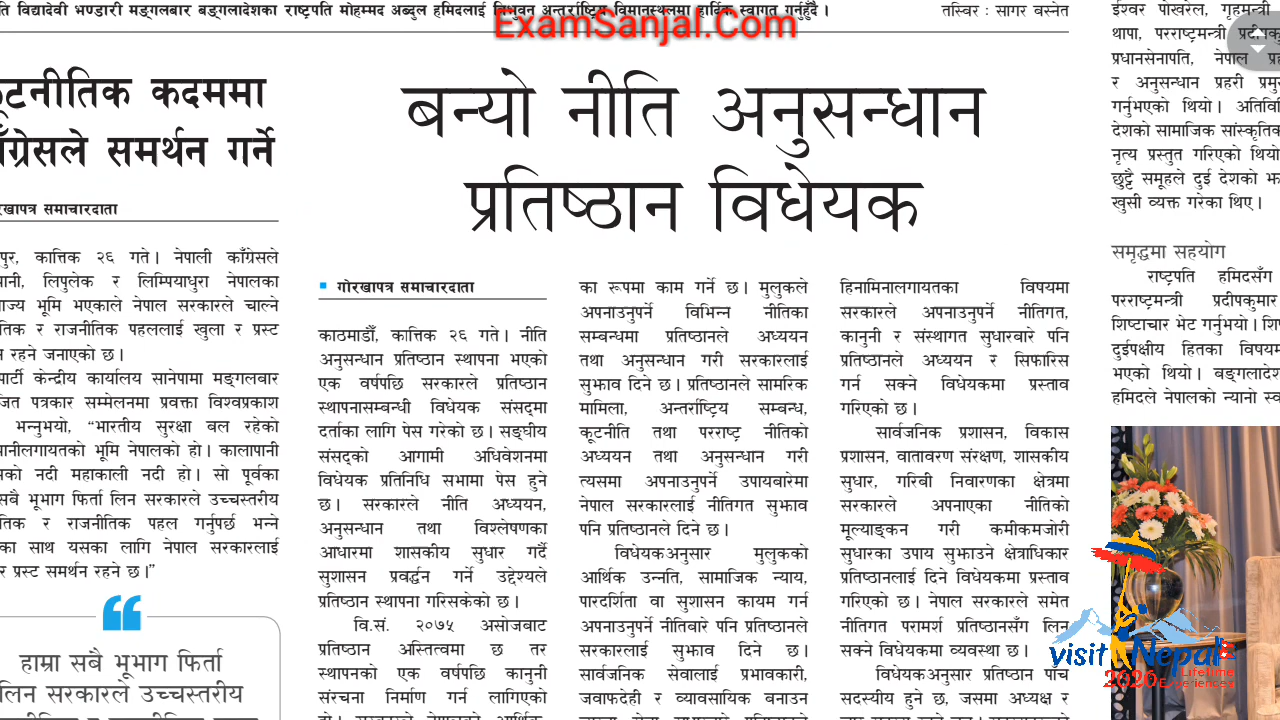 ति विद्यादेवी भण्डारी मङ्गलबार बङ्गलादेशका राष्ट्रपति मोहम्मद अब्दुल हमिदलाई त्रिभुवन अन्तर्राष्ट्रिय विमानस्थलमा हार्दिक स्वागत गर्नुहुँदै ।
तस्विर : सागर बस्नेत
ExamSanjal.Com
कूटनीतिक कदममा
काँग्रेसले समर्थन गर्ने
गोरखापत्र समाचारदाता
पुर, कात्तिक २६ गते । नेपाली काँग्रेसले
पानी, लिपुलेक र लिम्पियाधुरा नेपालका
भाज्य भूमि भएकाले नेपाल सरकारले चाल्ने
तिक र राजनीतिक पहललाई खुला र प्रस्ट
रहने जनाएको छ ।
पार्टी केन्द्रीय कार्यालय सानेपामा मङ्गलबार
जित पत्रकार सम्मेलनमा प्रवक्ता विश्वप्रकाश
भन्नुभयो, “भारतीय सुरक्षा बल रहेको
पानीलगायतको भूमि नेपालको हो । कालापानी
को नदी महाकाली नदी हो । सो पूर्वका
सबै भूभाग फिर्ता लिन सरकारले उच्चस्तरीय
तिक र राजनीतिक पहल गर्नुपर्छ भन्ने
का साथ यसका लागि नेपाल सरकारलाई
र प्रस्ट समर्थन रहने छ ।”
हाम्रा सबै भूभाग फिर्ता
लिन सरकारले उच्चस्तरीय
बन्यो नीति अनुसन्धान
प्रतिष्ठान विधेयक
गोरखापत्र समाचारदाता
काठमाडौँ, कात्तिक २६ गते । नीति
अनुसन्धान प्रतिष्ठान स्थापना भएको
एक वर्षपछि सरकारले प्रतिष्ठान
स्थापनासम्बन्धी विधेयक संसद्मा
दर्ताका लागि पेस गरेको छ । सङ्घीय
संसद्को आगामी अधिवेशनमा
विधेयक प्रतिनिधि सभामा पेस हुने
छ । सरकारले नीति अध्ययन,
अनुसन्धान तथा विश्लेषणका
आधारमा शासकीय सुधार गर्दै
सुशासन प्रवर्द्धन गर्ने उद्देश्यले
प्रतिष्ठान स्थापना गरिसकेको छ ।
वि.सं. २०७५ असोजबाट
प्रतिष्ठान अस्तित्वमा छ तर
स्थापनको एक वर्षपछि कानुनी
संरचना निर्माण गर्न लागिएको
का रूपमा काम गर्ने छ । मुलुकले
अपनाउनुपर्ने विभिन्न नीतिका
सम्बन्धमा प्रतिष्ठानले अध्ययन
तथा अनुसन्धान गरी सरकारलाई
सुझाव दिने छ । प्रतिष्ठानले सामरिक
मामिला, अन्तर्राष्ट्रिय सम्बन्ध,
कूटनीति तथा परराष्ट्र नीतिको
अध्ययन तथा अनुसन्धान गरी
त्यसमा अपनाउनुपर्ने उपायबारेमा
नेपाल सरकारलाई नीतिगत सुझाव
पनि प्रतिष्ठानले दिने छ ।
विधेयकअनुसार मुलुकको
आर्थिक उन्नति, सामाजिक न्याय,
पारदर्शिता वा सुशासन कायम गर्न
अपनाउनुपर्ने नीतिबारे पनि प्रतिष्ठानले
सरकारलाई सुझाव दिने छ ।
सार्वजनिक सेवालाई प्रभावकारी,
जवाफदेही र व्यावसायिक बनाउन
हिनामिनालगायतका विषयमा
सरकारले अपनाउनुपर्ने नीतिगत,
कानुनी र संस्थागत सुधारबारे पनि
प्रतिष्ठानले अध्ययन र सिफारिस
गर्न सक्ने विधेयकमा प्रस्ताव
गरिएको छ ।
सार्वजनिक प्रशासन, विकास
प्रशासन, वातावरण संरक्षण, शासकीय
सुधार, गरिबी निवारणका क्षेत्रमा
सरकारले अपनाएका नीतिको
मूल्याङ्कन गरी कमीकमजोरी
सुधारका उपाय सुझाउने क्षेत्राधिकार
प्रतिष्ठानलाई दिने विधेयकमा प्रस्ताव
गरिएको छ । नेपाल सरकारले समेत
नीतिगत परामर्श प्रतिष्ठानसँग लिन
सक्ने विधेयकमा व्यवस्था छ ।
विधेयकअनुसार प्रतिष्ठान पाँच
सदस्यीय हुने छ, जसमा अध्यक्ष र
ईश्वर पोखरेल, गृहमन्त्री
थापा, परराष्ट्रमन्त्री प्रदीपकु
प्रधानसेनापति, नेपाल प्रह
र अनुसन्धान प्रहरी प्रमु
गर्नुभएको थियो । अतिवि
देशको सामाजिक सांस्कृतिक
नृत्य प्रस्तुत गरिएको थियो
छुट्टै समूहले दुई देशको झ
खुसी व्यक्त गरेका थिए ।
समृद्धमा सहयोग
राष्ट्रपति हमिदसँग
परराष्ट्रमन्त्री प्रदीपकुमार
शिष्टाचार भेट गर्नुभयो । शि
दुईपक्षीय हितका विषयम
भएको थियो । बङ्गलादेश
हमिदले नेपालको न्यानो स्व
visit Nepal
2020 Lifetime
Experiences